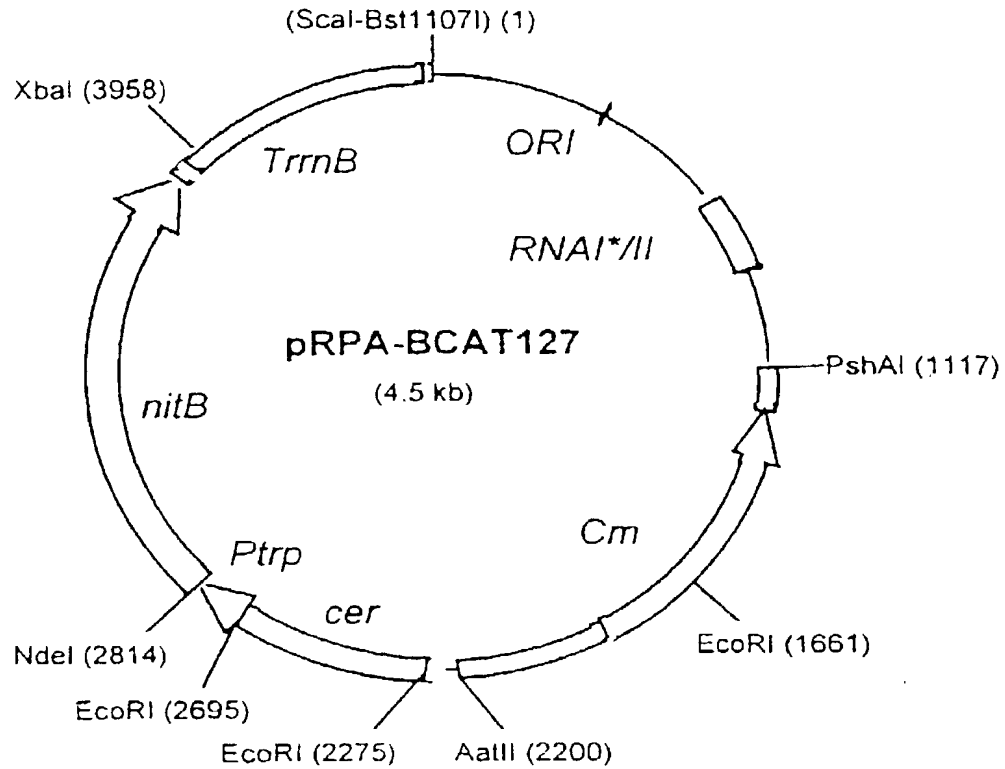 (ScaI-Bst1107I) (1)
XbaI (3958)
TrrnB
ORI
RNAI*/II
pRPA-BCAT127
(4.5 kb)
PshAI (1117)
nitB
Cm
Ptrp
cer
NdeI (2814)
EcoRI (1661)
EcoRI (2695)
EcoRI (2275)
AatII (2200)